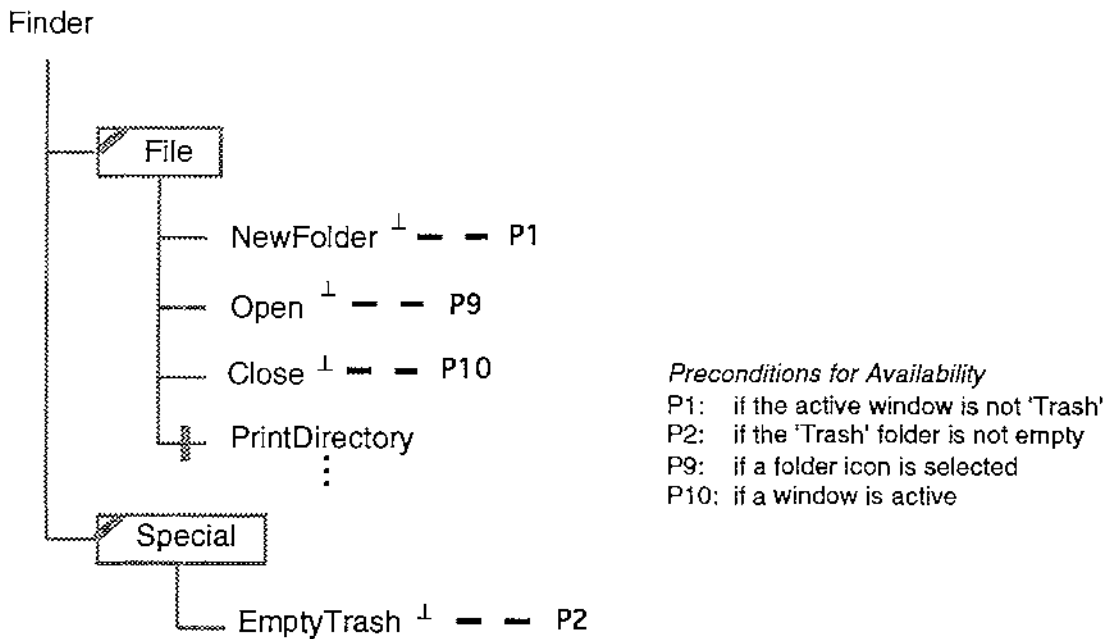 Finder
File
NewFolder ⊥ P1
Open ⊥ P9
Close ⊥ P10
PrintDirectory
Special
EmptyTrash ⊥ P2
Preconditions for Availability
P1: if the active window is not 'Trash'
P2: if the 'Trash' folder is not empty
P9: if a folder icon is selected
P10: if a window is active